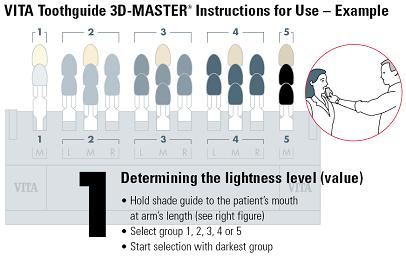 VITA Toothguide 3D-MASTER® Instructions for Use – Example
1 2 3 4 5
1 2 3 4 5
M L M R L M R L M R M
VITA VITA
1 Determining the lightness level (value)
• Hold shade guide to the patient's mouth
at arm's length (see right figure)
• Select group 1, 2, 3, 4 or 5
• Start selection with darkest group